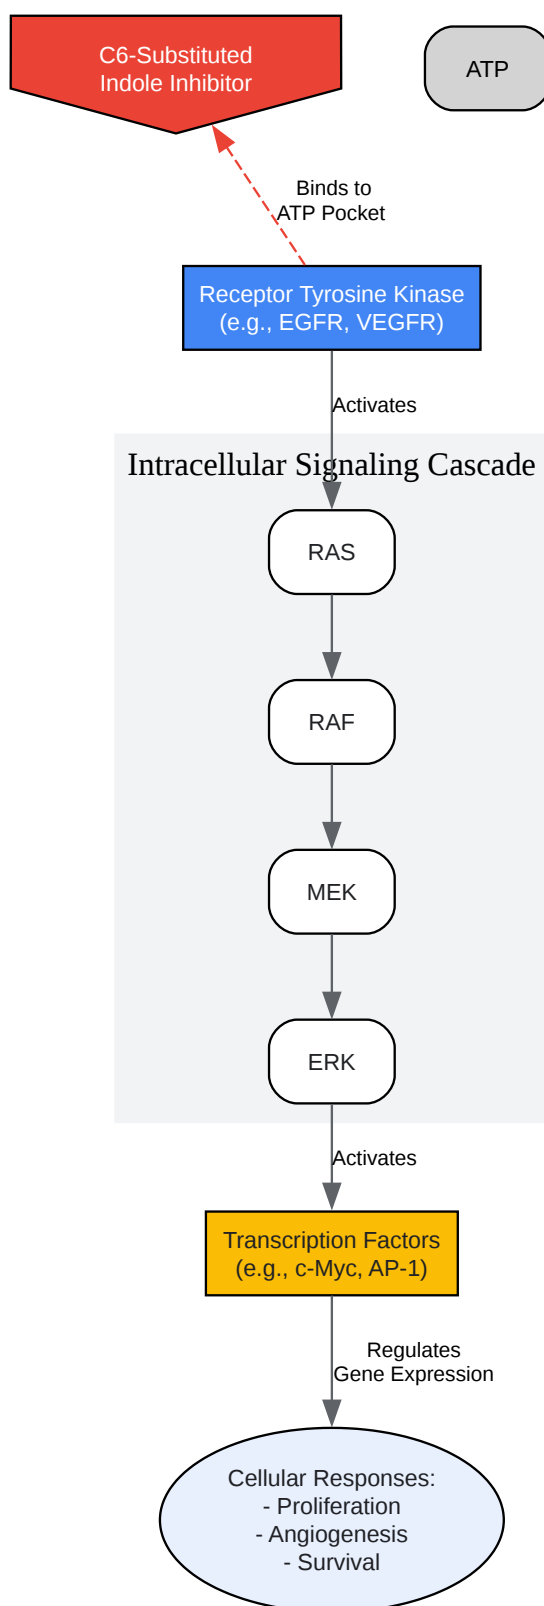 C6-Substituted
Indole Inhibitor
ATP
Binds to
ATP Pocket
Receptor Tyrosine Kinase
(e.g., EGFR, VEGFR)
Activates
Intracellular Signaling Cascade
RAS
RAF
MEK
ERK
Activates
Transcription Factors
(e.g., c-Myc, AP-1)
Regulates
Gene Expression
Cellular Responses:
- Proliferation
- Angiogenesis
- Survival